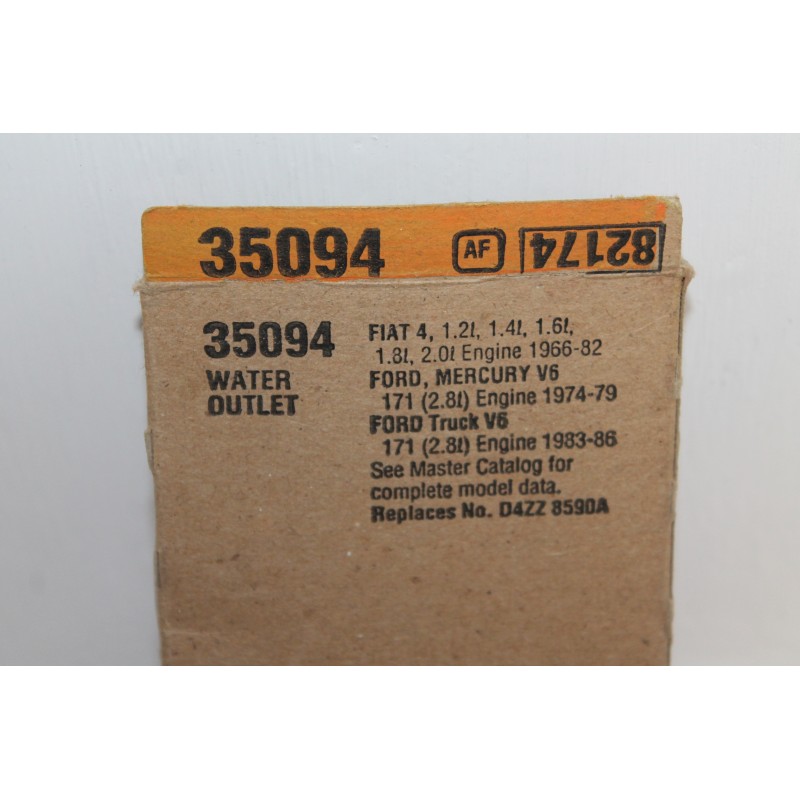 35094 AF 82174
35094
WATER
OUTLET
FIAT 4, 1.2ℓ, 1.4ℓ, 1.6ℓ,
1.8ℓ, 2.0ℓ Engine 1966-82
FORD, MERCURY V6
171 (2.8ℓ) Engine 1974-79
FORD Truck V6
171 (2.8ℓ) Engine 1983-86
See Master Catalog for
complete model data.
Replaces No. D4ZZ 8590A